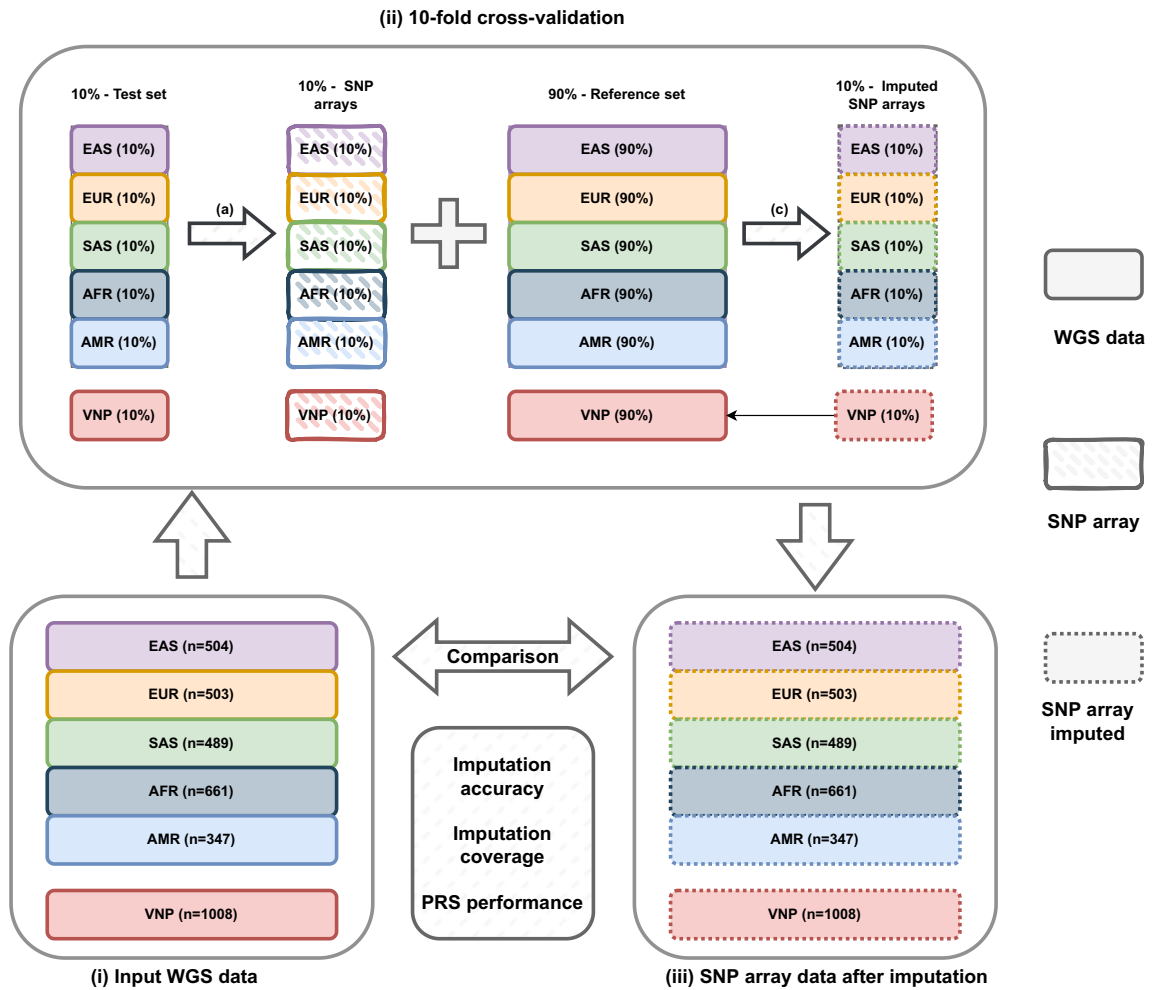 (ii) 10-fold cross-validation
10% - Test set
10% - SNP
arrays
90% - Reference set
10% - Imputed
SNP arrays
EAS (10%)
EAS (10%)
EAS (90%)
EAS (10%)
EUR (10%)
EUR (10%)
EUR (90%)
EUR (10%)
(a)
(c)
SAS (10%)
SAS (10%)
SAS (90%)
SAS (10%)
AFR (10%)
AFR (10%)
AFR (90%)
AFR (10%)
AMR (10%)
AMR (10%)
AMR (90%)
AMR (10%)
VNP (10%)
VNP (10%)
VNP (90%)
VNP (10%)
WGS data
SNP array
SNP array
imputed
EAS (n=504)
EUR (n=503)
SAS (n=489)
AFR (n=661)
AMR (n=347)
VNP (n=1008)
(i) Input WGS data
Comparison
Imputation
accuracy
Imputation
coverage
PRS performance
EAS (n=504)
EUR (n=503)
SAS (n=489)
AFR (n=661)
AMR (n=347)
VNP (n=1008)
(iii) SNP array data after imputation